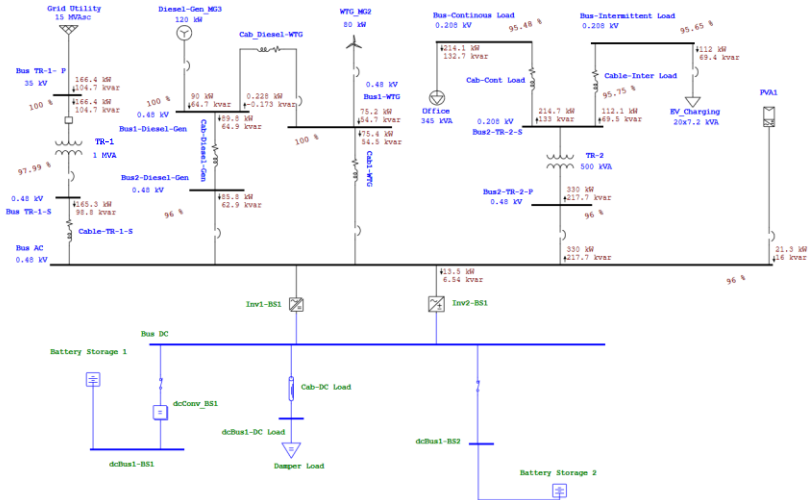 Grid Utility
15 MVAsc
Bus TR-1- P
35 kV
166.4 kW
104.7 kvar
100 %
166.4 kW
104.7 kvar
TR-1
1 MVA
97.99 %
0.48 kV
Bus TR-1-S
165.3 kW
98.8 kvar
Cable-TR-1-S
Bus AC
0.48 kV
Diesel-Gen_MG3
120 kW
Cab_Diesel-WTG
90 kW
64.7 kvar
0.228 kW
-0.173 kvar
100 %
0.48 kV
Bus1-Diesel-Gen
89.8 kW
64.9 kvar
Cab-Diesel-Gen
Bus2-Diesel-Gen
0.48 kV
96 %
85.8 kW
62.9 kvar
WTG_MG2
80 kW
0.48 kV
Bus1-WTG
75.2 kW
54.7 kvar
100 %
75.4 kW
54.5 kvar
Cab1-WTG
Bus-Continous Load
0.208 kV
95.48 %
214.1 kW
132.7 kvar
Cab-Cont Load
Office
345 kVA
Bus-Intermittent Load
0.208 kV
95.65 %
112 kW
69.4 kvar
Cable-Inter Load
95.75 %
EV_Charging
20x7.2 kVA
214.7 kW
133 kvar
112.1 kW
69.5 kvar
0.208 kV
Bus2-TR-2-S
TR-2
500 kVA
Bus2-TR-2-P
0.48 kV
330 kW
217.7 kvar
96 %
330 kW
217.7 kvar
PVA1
21.3 kW
16 kvar
96 %
13.5 kW
6.54 kvar
Inv1-BS1
Inv2-BS1
Bus DC
Battery Storage 1
dcConv_BS1
dcBus1-BS1
Cab-DC Load
dcBus1-DC Load
Damper Load
dcBus1-BS2
Battery Storage 2